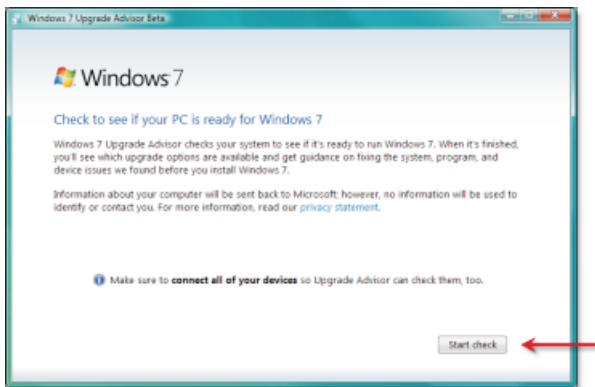 Windows 7 Upgrade Advisor Beta
Windows 7
Check to see if your PC is ready for Windows 7
Windows 7 Upgrade Advisor checks your system to see if it's ready to run Windows 7. When it's finished,
you'll see which upgrade options are available and get guidance on fixing the system, program, and
device issues we found before you install Windows 7.
Information about your computer will be sent back to Microsoft; however, no information will be used to
identify or contact you. For more information, read our privacy statement.
Make sure to connect all of your devices so Upgrade Advisor can check them, too.
Start check